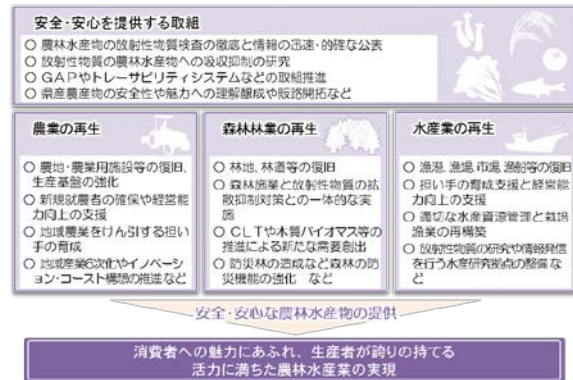 安全・安心を提供する取組
○ 農林水産物の放射性物質検査の徹底と情報の迅速・的確な公表
○ 放射性物質の農林水産物への吸収抑制の研究
○ GAPやトレーサビリティシステムなどの取組推進
○ 県産農産物の安全性や魅力への理解醸成や販路開拓など
農業の再生
○ 農地・農業用施設等の復旧、
生産基盤の強化
○ 新規就農者の確保や経営能
力向上の支援
○ 地域農業をけん引する担い
手の育成
○ 地域産業6次化やイノベー
ション・コースト構想の推進など
森林林業の再生
○ 林地、林道等の復旧
○ 森林施業と放射性物質の拡
散抑制対策との一体的な実
施
○ CLTや木質バイオマス等の
推進による新たな需要創出
○ 防災林の造成など森林の防
災機能の強化 など
水産業の再生
○ 漁港、漁場、市場、漁船等の復旧
○ 担い手の育成支援と経営能
力向上の支援
○ 適切な水産資源管理と栽培
漁業の再構築
○ 放射性物質の研究や情報発信
を行う水産研究拠点の整備な
ど
安全・安心な農林水産物の提供
消費者への魅力にあふれ、生産者が誇りの持てる
活力に満ちた農林水産業の実現